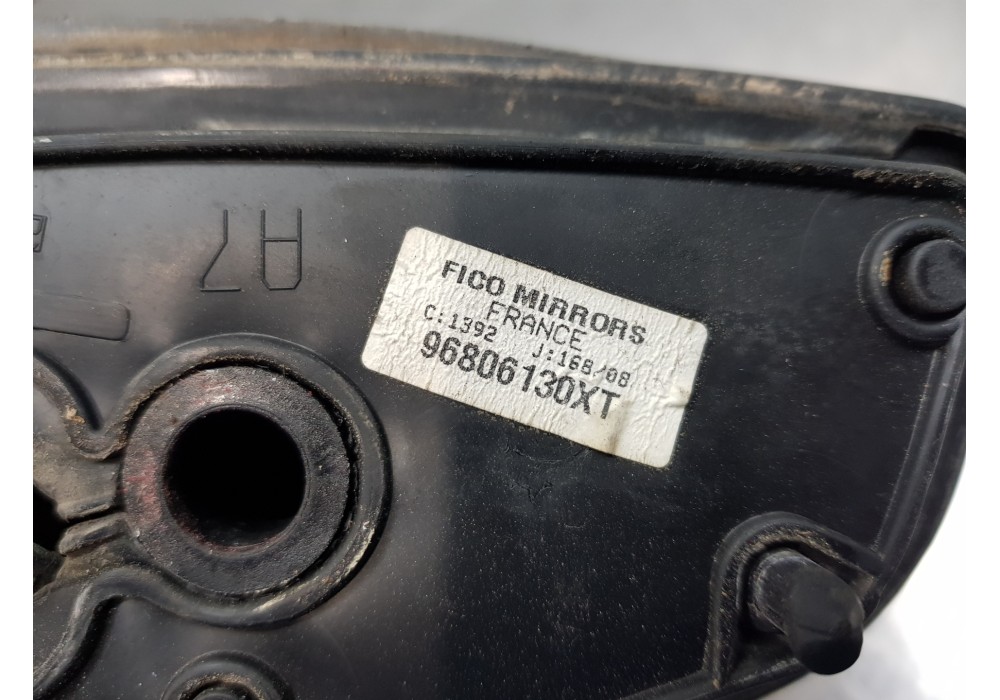 A7
FICO MIRRORS
FRANCE
C:1392 J:168/08
96806130XT